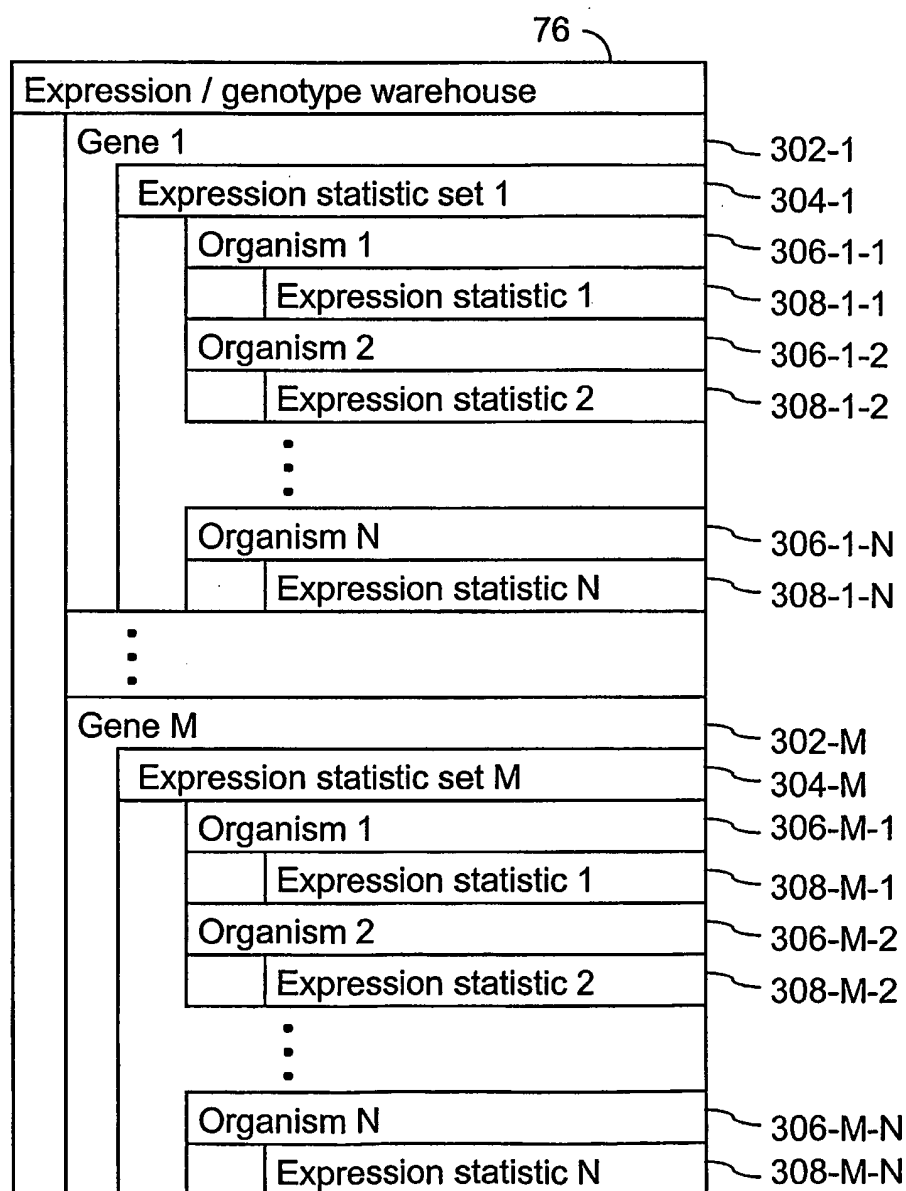 76
Expression / genotype warehouse
Gene 1 302-1
Expression statistic set 1 304-1
Organism 1 306-1-1
Expression statistic 1 308-1-1
Organism 2 306-1-2
Expression statistic 2 308-1-2
Organism N 306-1-N
Expression statistic N 308-1-N
Gene M 302-M
Expression statistic set M 304-M
Organism 1 306-M-1
Expression statistic 1 308-M-1
Organism 2 306-M-2
Expression statistic 2 308-M-2
Organism N 306-M-N
Expression statistic N 308-M-N